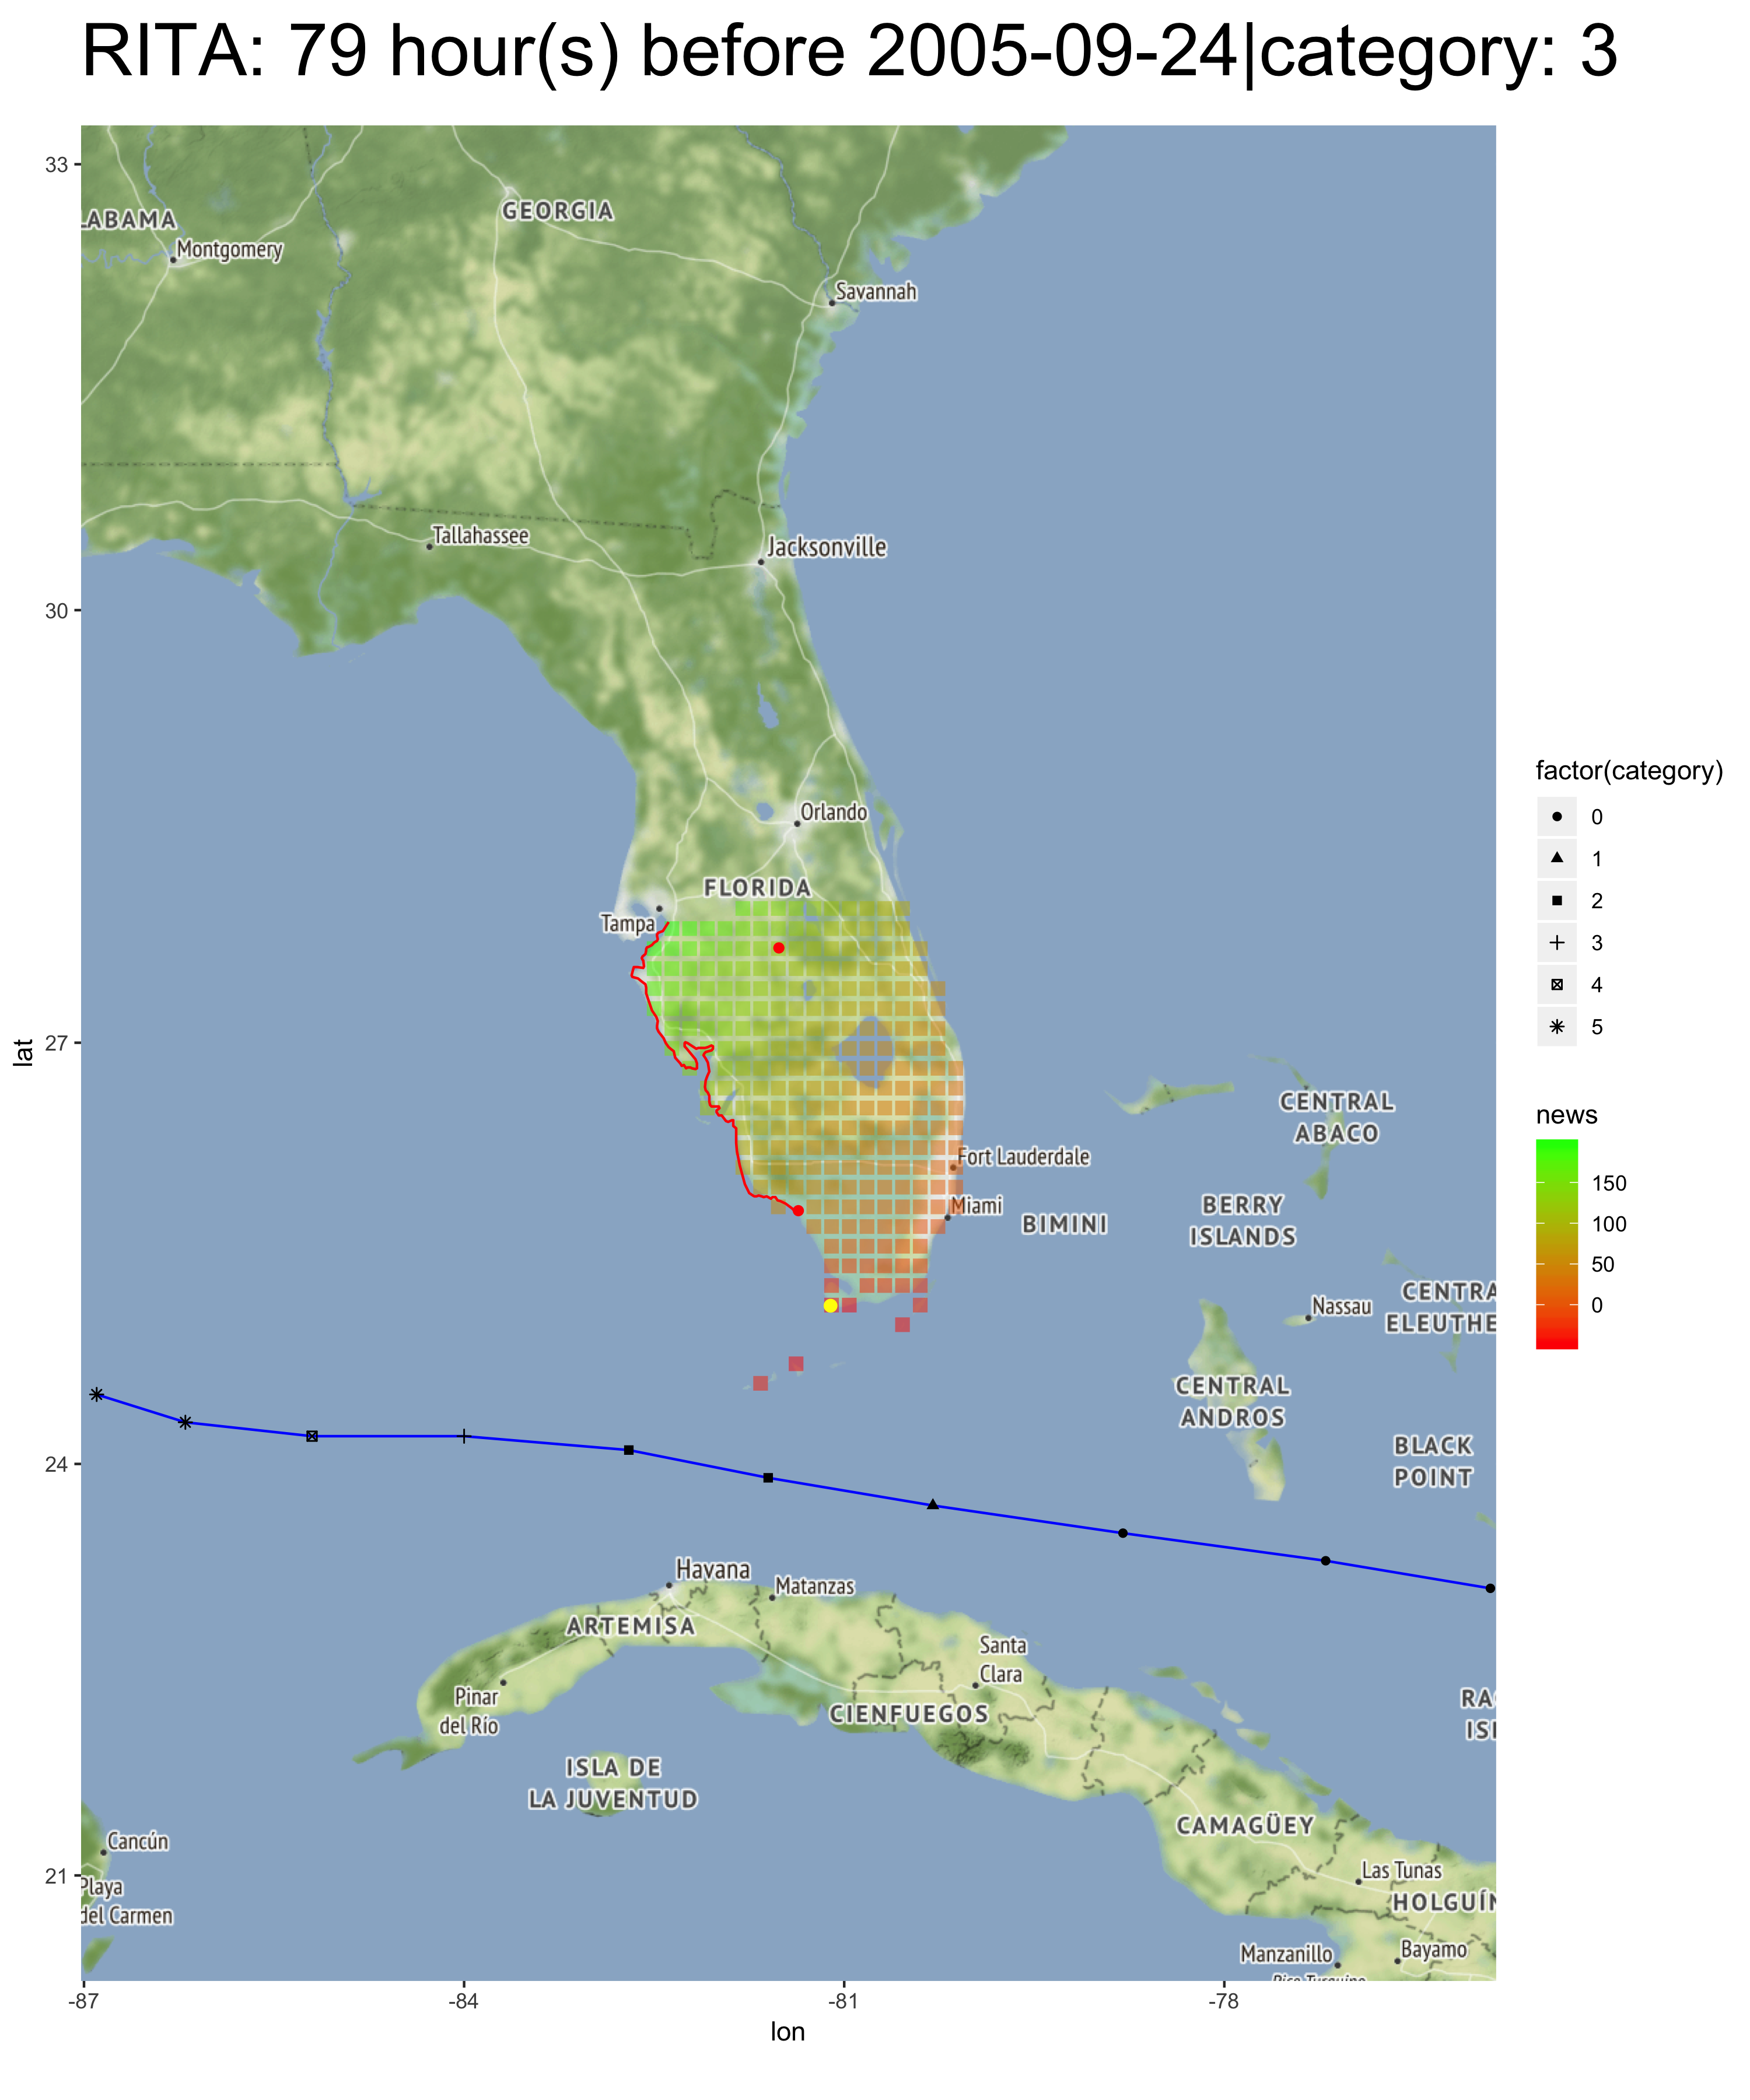 RITA: 79 hour(s) before 2005-09-24|category: 3
33
LABAMA
GEORGIA
Montgomery
Savannah
Tallahassee
Jacksonville
30
Orlando
FLORIDA
Tampa
27
lat
CENTRAL
ABACO
Fort Lauderdale
Miami
BIMINI
BERRY
ISLANDS
Nassau
CENTRA
ELEUTHE
CENTRAL
ANDROS
BLACK
POINT
24
Havana
Matanzas
ARTEMISA
Santa
Clara
Pinar
del Río
CIENFUEGOS
RA
ISI
ISLA DE
LA JUVENTUD
CAMAGÜEY
Cancún
Las Tunas
21
Playa
del Carmen
HOLGUÍN
Manzanillo
Bayamo
Pico Turquino
-87
-84
-81
-78
lon
factor(category)
0
1
2
3
4
5
news
150
100
50
0